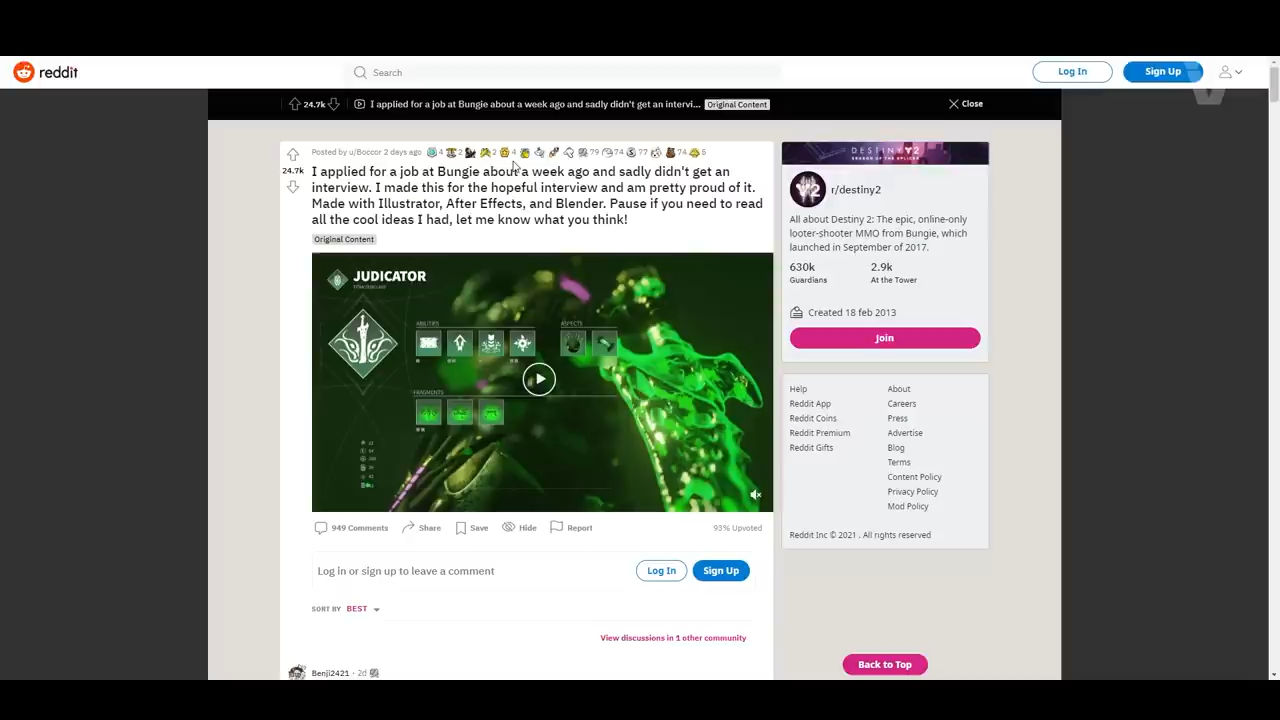 reddit
Search
Log In
Sign Up
24.7k
I applied for a job at Bungie about a week ago and sadly didn't get an intervi...
Original Content
Close
Posted by u/Boccor 2 days ago
4 2 2 4 79 74 77 74 5
24.7k
I applied for a job at Bungie about a week ago and sadly didn't get an
interview. I made this for the hopeful interview and am pretty proud of it.
Made with Illustrator, After Effects, and Blender. Pause if you need to read
all the cool ideas I had, let me know what you think!
Original Content
JUDICATOR
ABILITIES
ASPECTS
FRAGMENTS
949 Comments
Share
Save
Hide
Report
93% Upvoted
Log in or sign up to leave a comment
Log In
Sign Up
SORT BY BEST
View discussions in 1 other community
Benji2421 · 2d
DESTINY 2
r/destiny2
All about Destiny 2: The epic, online-only
looter-shooter MMO from Bungie, which
launched in September of 2017.
630k
2.9k
Guardians
At the Tower
Created 18 feb 2013
Join
Help
About
Reddit App
Careers
Reddit Coins
Press
Reddit Premium
Advertise
Reddit Gifts
Blog
Terms
Content Policy
Privacy Policy
Mod Policy
Reddit Inc © 2021 . All rights reserved
Back to Top